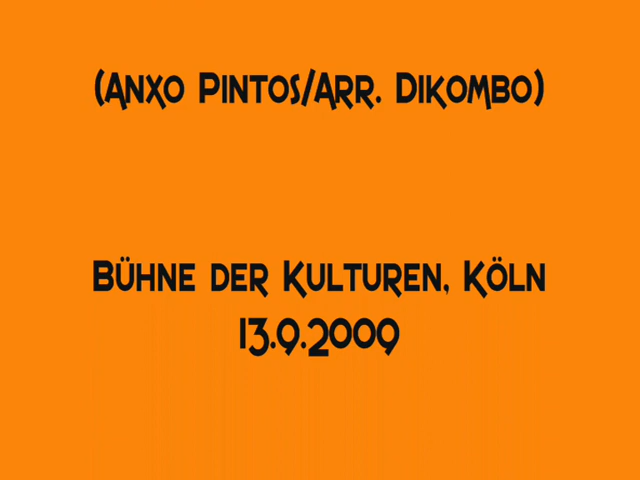 (Anxo Pintos/Arr. Dikombo)
Bühne der Kulturen, Köln
13.9.2009